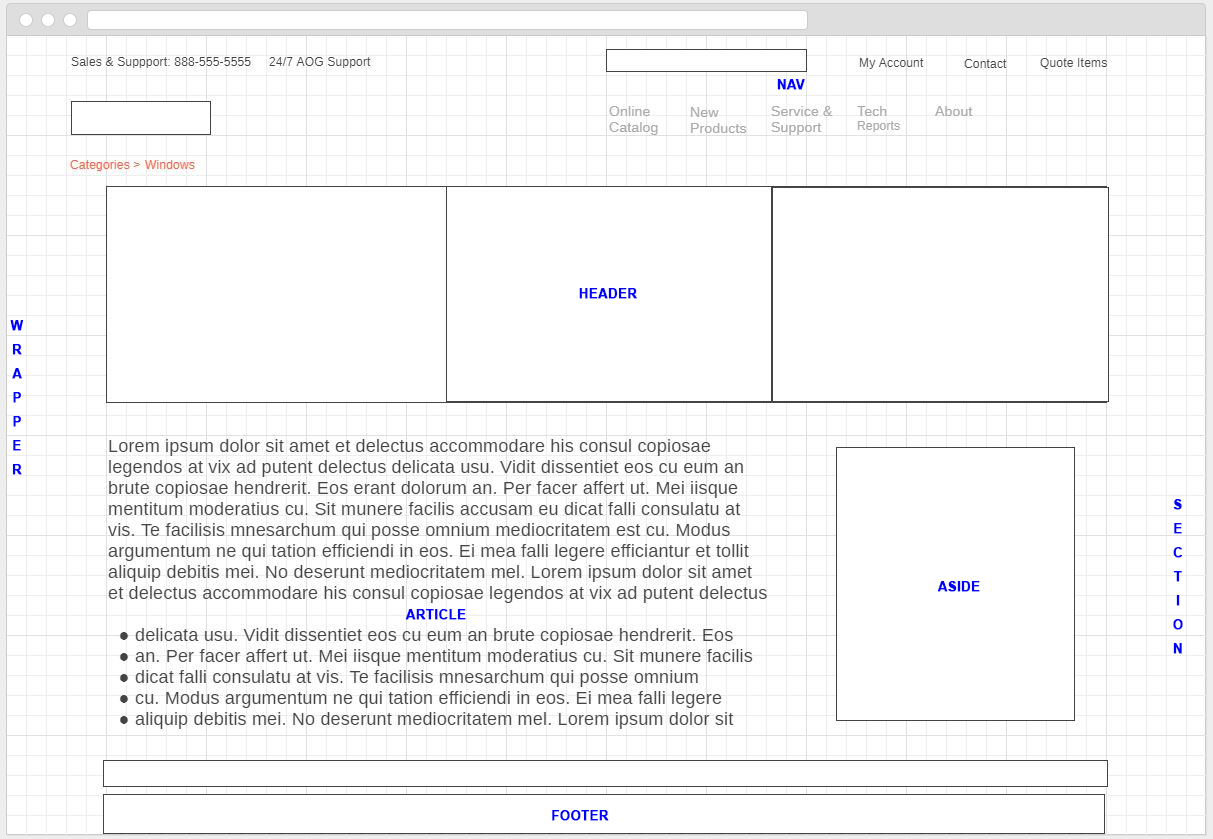 Sales & Suppport: 888-555-5555 24/7 AOG Support
My Account Contact Quote Items
NAV
Online Catalog
New Products
Service & Support
Tech Reports
About
Categories > Windows
HEADER
WRAPPER
Lorem ipsum dolor sit amet et delectus accommodare his consul copiosae
legendos at vix ad putent delectus delicata usu. Vidit dissentiet eos cu eum an
brute copiosae hendrerit. Eos erant dolorum an. Per facer affert ut. Mei iisque
mentitum moderatius cu. Sit munere facilis accusam eu dicat falli consulatu at
vis. Te facilisis mnesarchum qui posse omnium mediocritatem est cu. Modus
argumentum ne qui tation efficiendi in eos. Ei mea falli legere efficiantur et tollit
aliquip debitis mei. No deserunt mediocritatem mel. Lorem ipsum dolor sit amet
et delectus accommodare his consul copiosae legendos at vix ad putent delectus
ARTICLE
● delicata usu. Vidit dissentiet eos cu eum an brute copiosae hendrerit. Eos
● an. Per facer affert ut. Mei iisque mentitum moderatius cu. Sit munere facilis
● dicat falli consulatu at vis. Te facilisis mnesarchum qui posse omnium
● cu. Modus argumentum ne qui tation efficiendi in eos. Ei mea falli legere
● aliquip debitis mei. No deserunt mediocritatem mel. Lorem ipsum dolor sit
ASIDE
SECTION
FOOTER